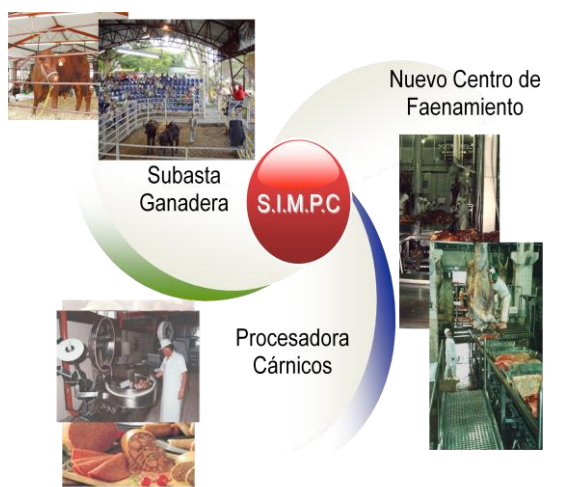 Nuevo Centro de
Faenamiento
Subasta
Ganadera
S.I.M.P.C
Procesadora
Cárnicos